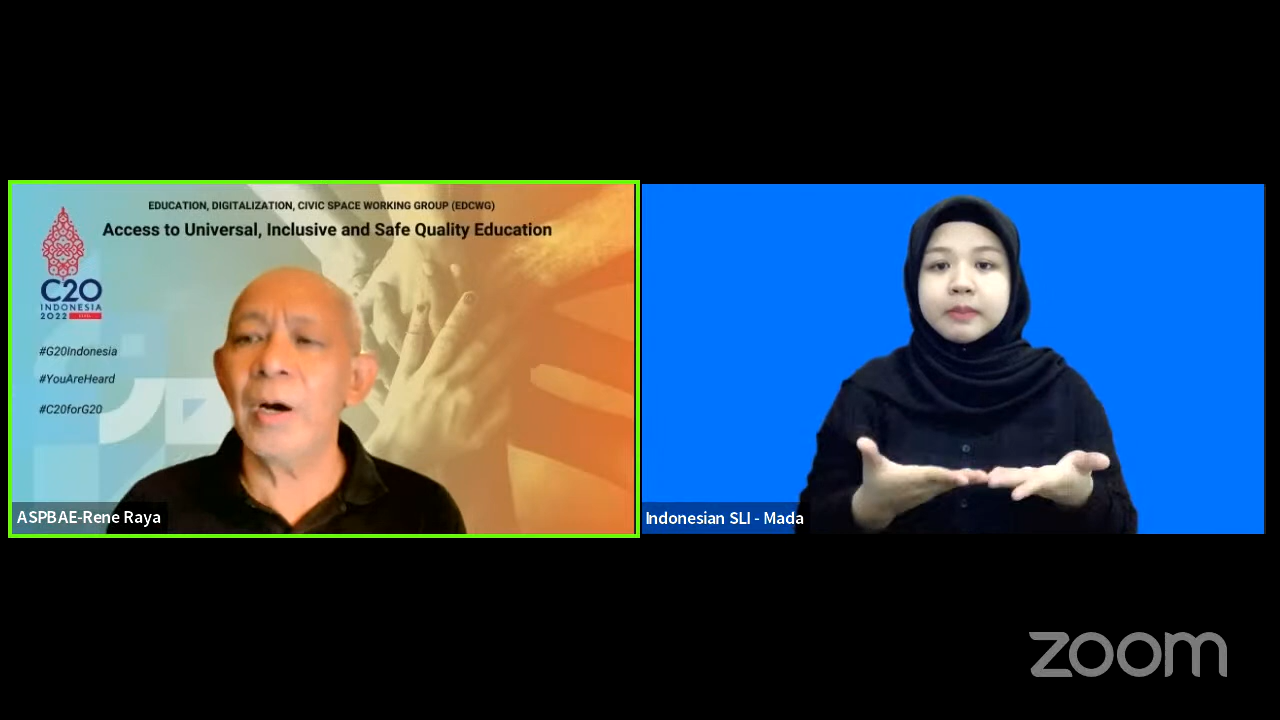 EDUCATION, DIGITALIZATION, CIVIC SPACE WORKING GROUP (EDCWG)
Access to Universal, Inclusive and Safe Quality Education
C20
INDONESIA
2022
#G20Indonesia
#YouAreHeard
#C20forG20
ASPBAE-Rene Raya
Indonesian SLI - Mada
zoom